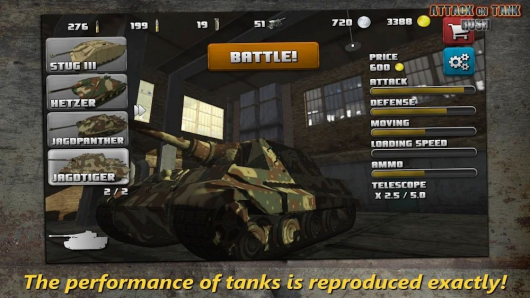 276
199
19
51
720
3388
ATTACK ON TANK
RUSH
STUG III
HETZER
JAGDPANTHER
JAGDTIGER
2 / 2
BATTLE!
PRICE
600
ATTACK
DEFENSE
MOVING
LOADING SPEED
AMMO
TELESCOPE
X 2.5 / 5.0
The performance of tanks is reproduced exactly!